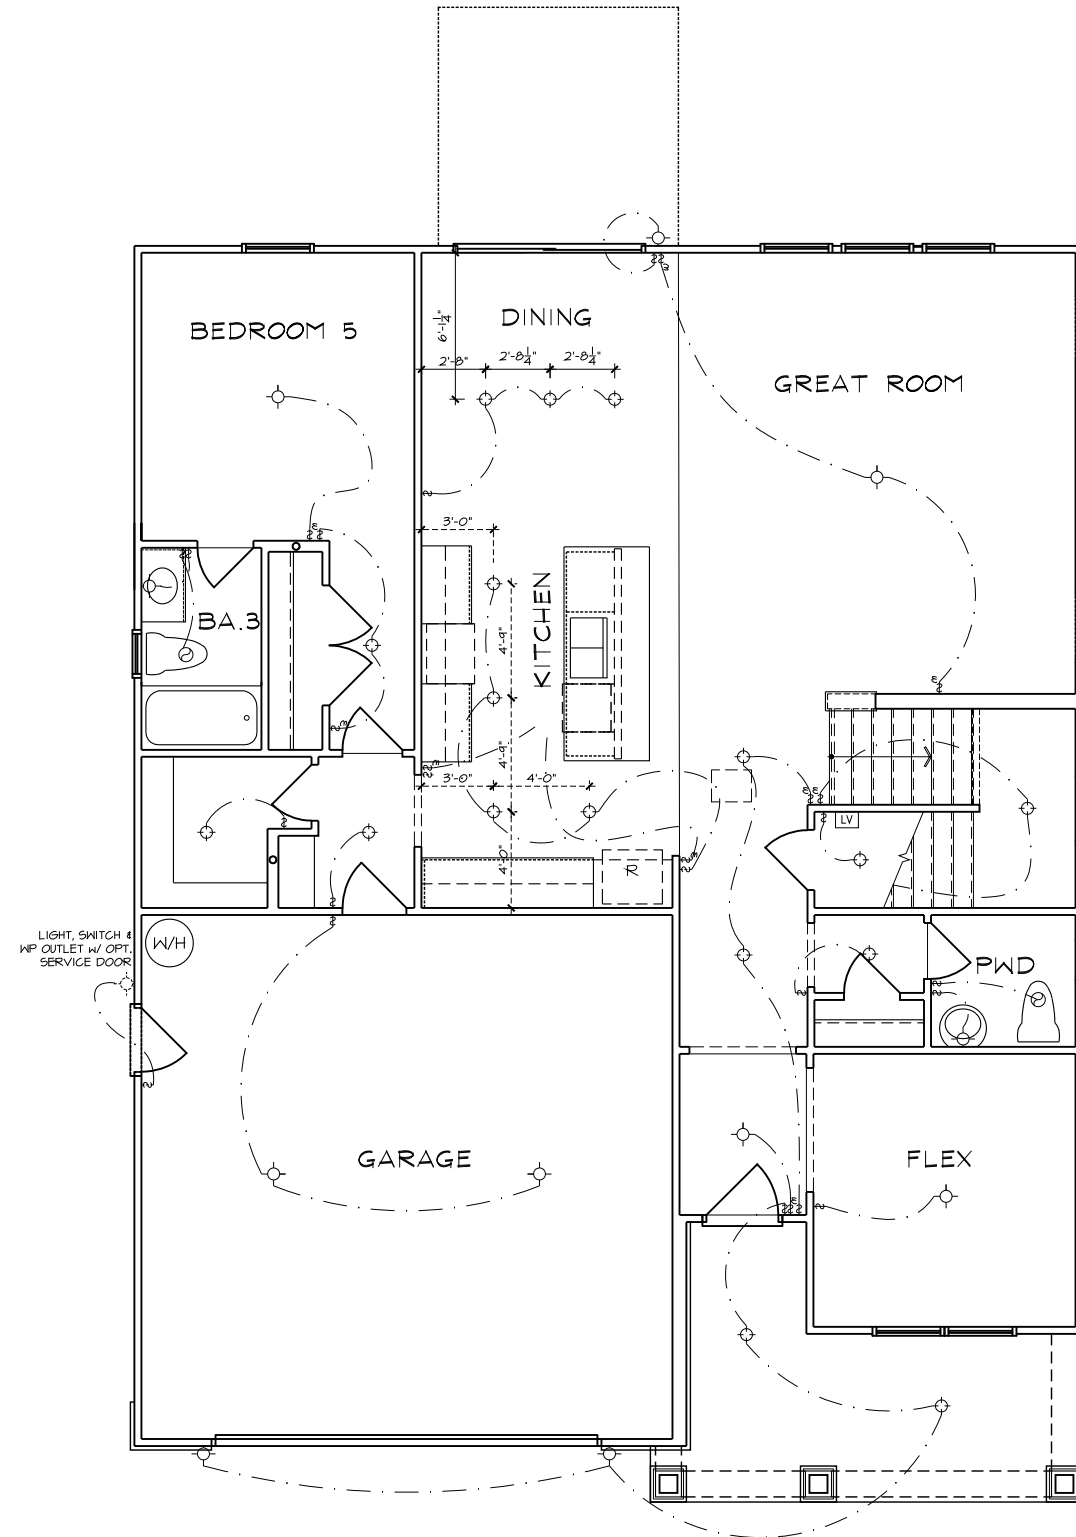 BEDROOM 5
DINING
6'-1 1/4"
2'-8"
2'-8 1/4"
2'-8 1/4"
GREAT ROOM
3'-0"
BA.3
KITCHEN
4'-9"
4'-9"
3'-0"
4'-0"
4'-0"
R
LV
LIGHT, SWITCH &
WP OUTLET W/ OPT.
SERVICE DOOR
W/H
PWD
GARAGE
FLEX